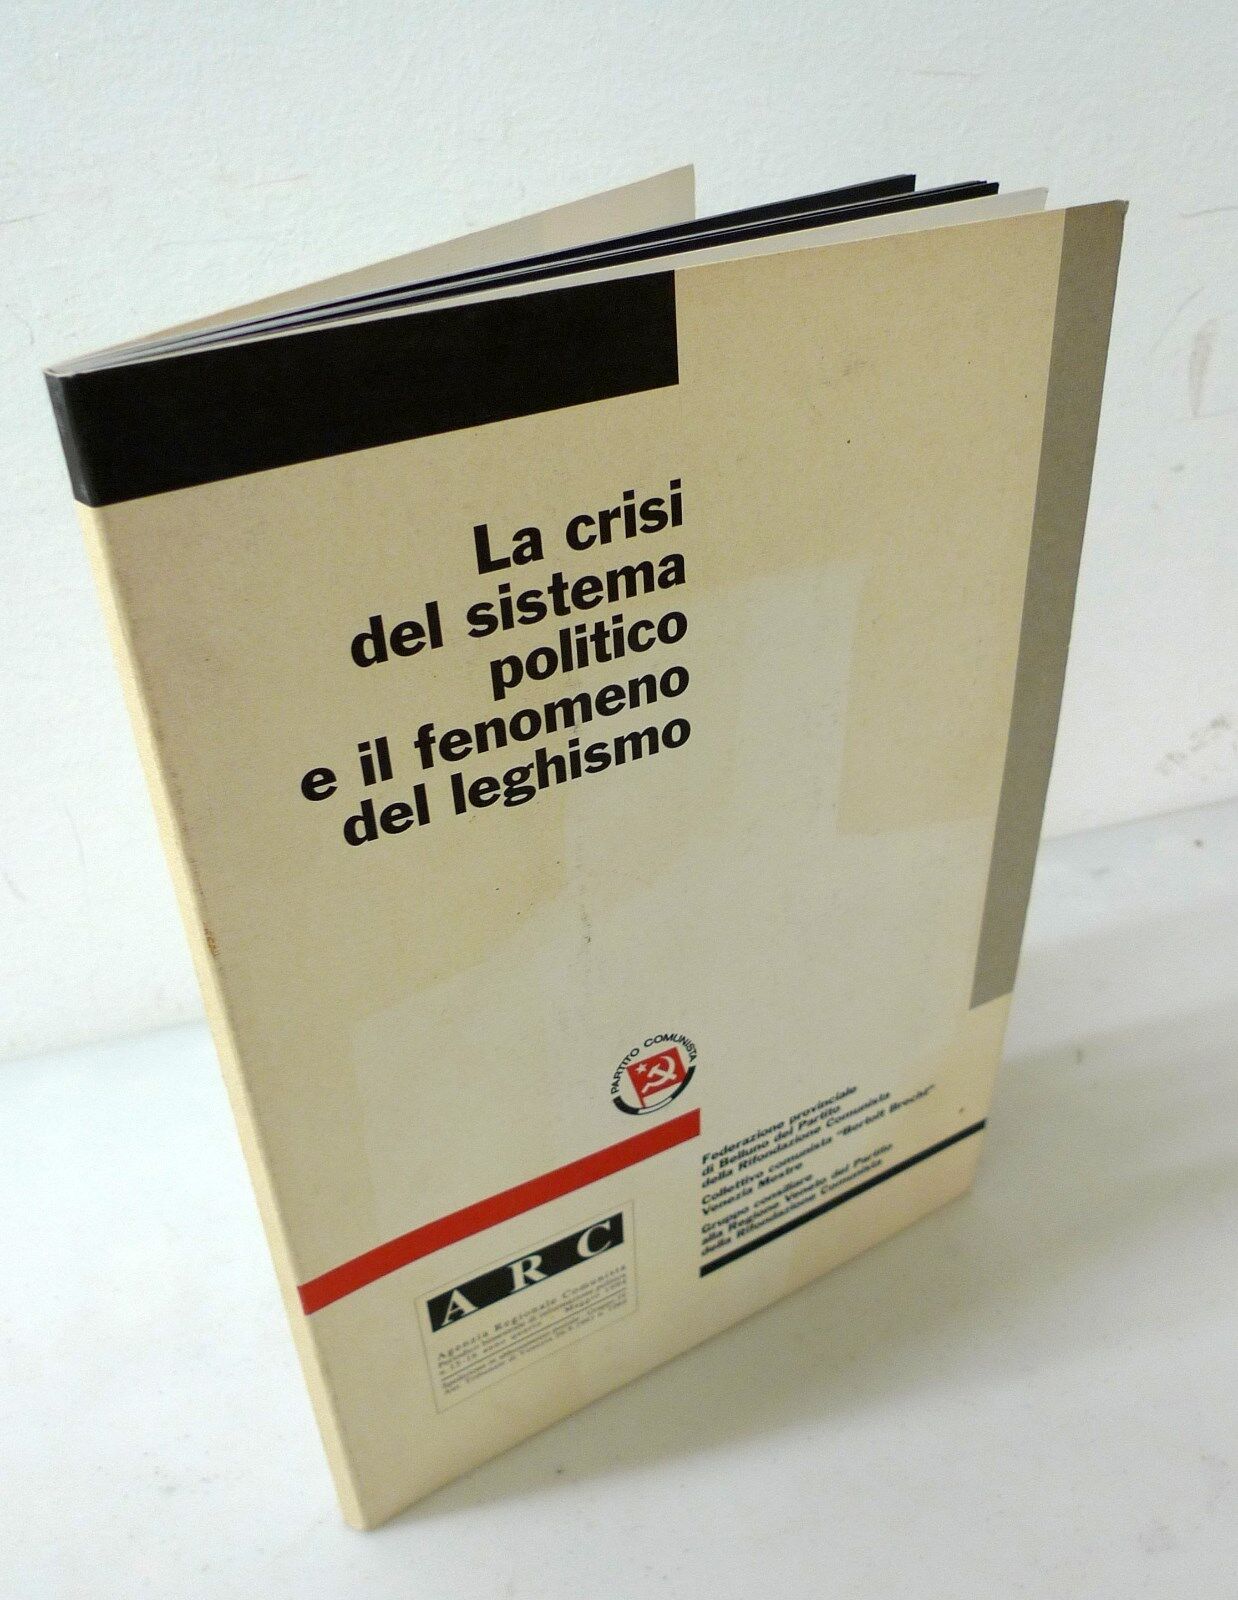 La crisi
del sistema
politico
e il fenomeno
del leghismo
PARTITO COMUNISTA
Federazione provinciale
di Belluno del Partito
della Rifondazione Comunista
Collettivo comunista "Bertolt Brecht"
Venezia Mestre
Gruppo consiliare
alla Regione Veneto del Partito
della Rifondazione Comunista
ARC
Agenzia Regionale Comunista